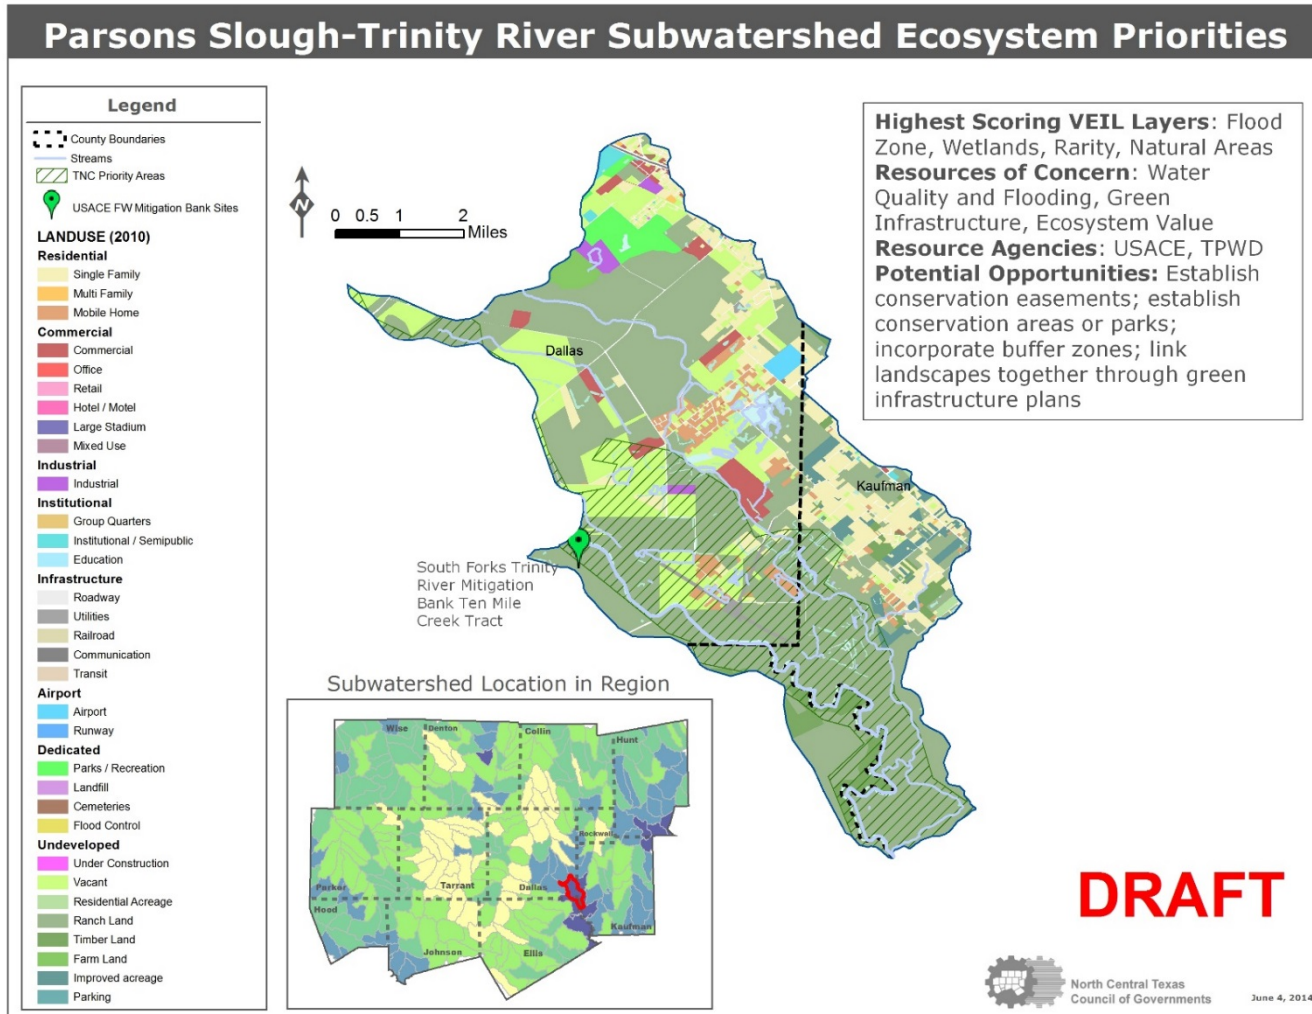 Parsons Slough-Trinity River Subwatershed Ecosystem Priorities
Legend
County Boundaries
Streams
TNC Priority Areas
USACE FW Mitigation Bank Sites
LANDUSE (2010)
Residential
Single Family
Multi Family
Mobile Home
Commercial
Commercial
Office
Retail
Hotel / Motel
Large Stadium
Mixed Use
Industrial
Industrial
Institutional
Group Quarters
Institutional / Semipublic
Education
Infrastructure
Roadway
Utilities
Railroad
Communication
Transit
Airport
Airport
Runway
Dedicated
Parks / Recreation
Landfill
Cemeteries
Flood Control
Undeveloped
Under Construction
Vacant
Residential Acreage
Ranch Land
Timber Land
Farm Land
Improved acreage
Parking
N
0 0.5 1 2
Miles
Dallas
Kaufman
South Forks Trinity
River Mitigation
Bank Ten Mile
Creek Tract
Highest Scoring VEIL Layers: Flood
Zone, Wetlands, Rarity, Natural Areas
Resources of Concern: Water
Quality and Flooding, Green
Infrastructure, Ecosystem Value
Resource Agencies: USACE, TPWD
Potential Opportunities: Establish
conservation easements; establish
conservation areas or parks;
incorporate buffer zones; link
landscapes together through green
infrastructure plans
Subwatershed Location in Region
Wise Denton
Collin
Hunt
Rockwall
Parker
Tarrant
Dallas
Hood
Kaufman
Johnson
Ellis
DRAFT
North Central Texas
Council of Governments
June 4, 2014